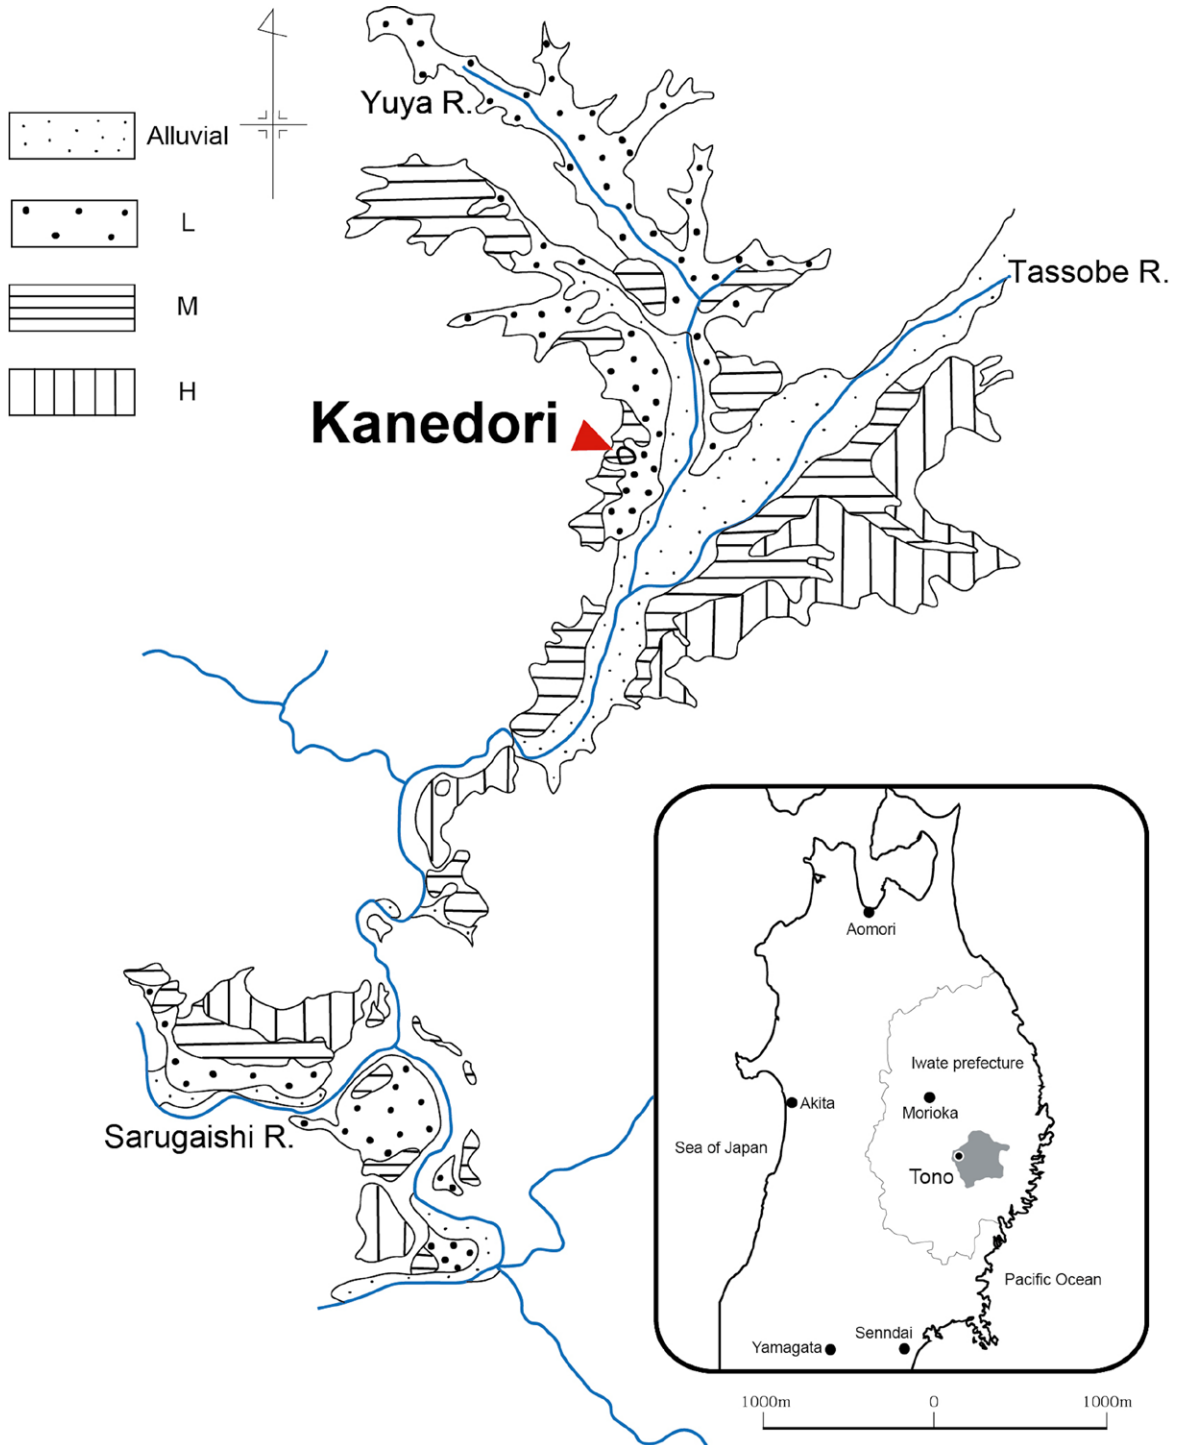 Yuya R.
Alluvial
L
Tassobe R.
M
H
Kanedori
Aomori
Iwate prefecture
Akita
Morioka
Sarugaishi R.
Sea of Japan
Tono
Pacific Ocean
Senndai
Yamagata
1000m 0 1000m